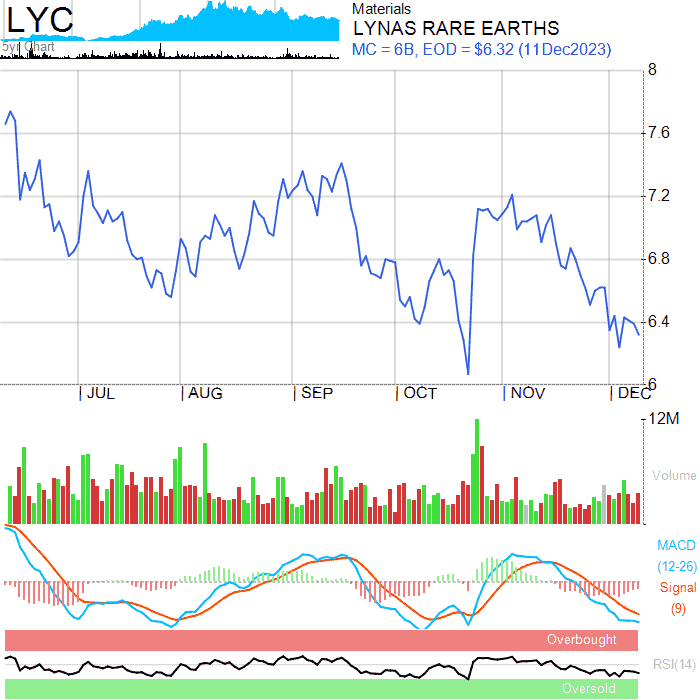 LYC
5yr Chart
Materials
LYNAS RARE EARTHS
MC = 6B, EOD = $6.32 (11Dec2023)
8
7.6
7.2
6.8
6.4
6
JUL
AUG
SEP
OCT
NOV
DEC
12M
Volume
MACD
(12-26)
Signal
(9)
Overbought
RSI(14)
Oversold